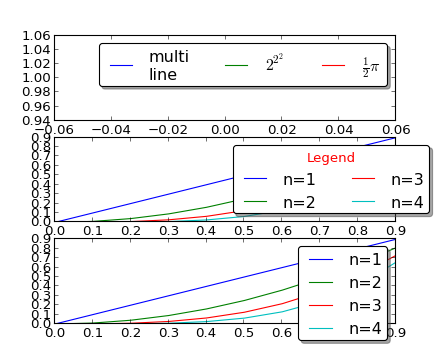 1.06
1.04
1.02
1.00
0.98
0.96
0.94
multi
line
2^{2^2}
½π
−0.06 −0.04 −0.02 0.00 0.02 0.04 0.06
0.9
0.8
0.7
0.6
0.5
0.4
0.3
0.2
0.1
0.0
Legend
n=1 n=3
n=2 n=4
0.0 0.1 0.2 0.3 0.4 0.5 0.6 0.7 0.8 0.9
0.9
0.8
0.7
0.6
0.5
0.4
0.3
0.2
0.1
0.0
n=1
n=2
n=3
n=4
0.0 0.1 0.2 0.3 0.4 0.5 0.6 0.9